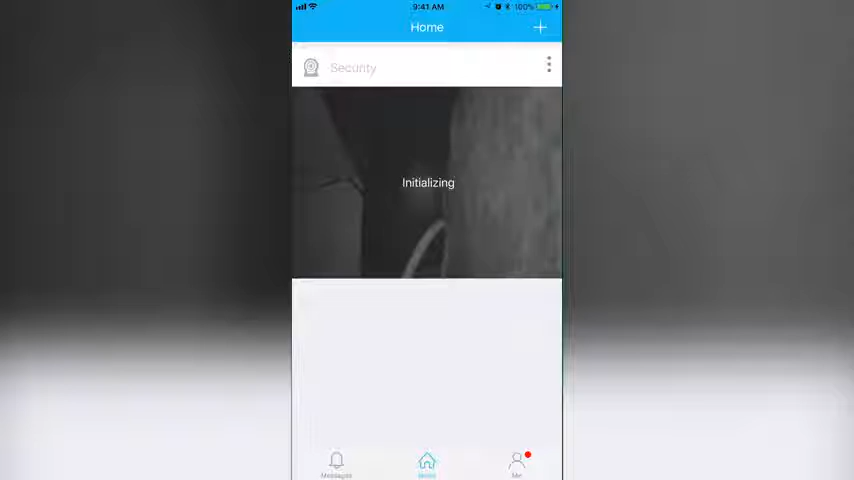 9:41 AM
100%
Home
Security
Initializing
Messages
Home
Me